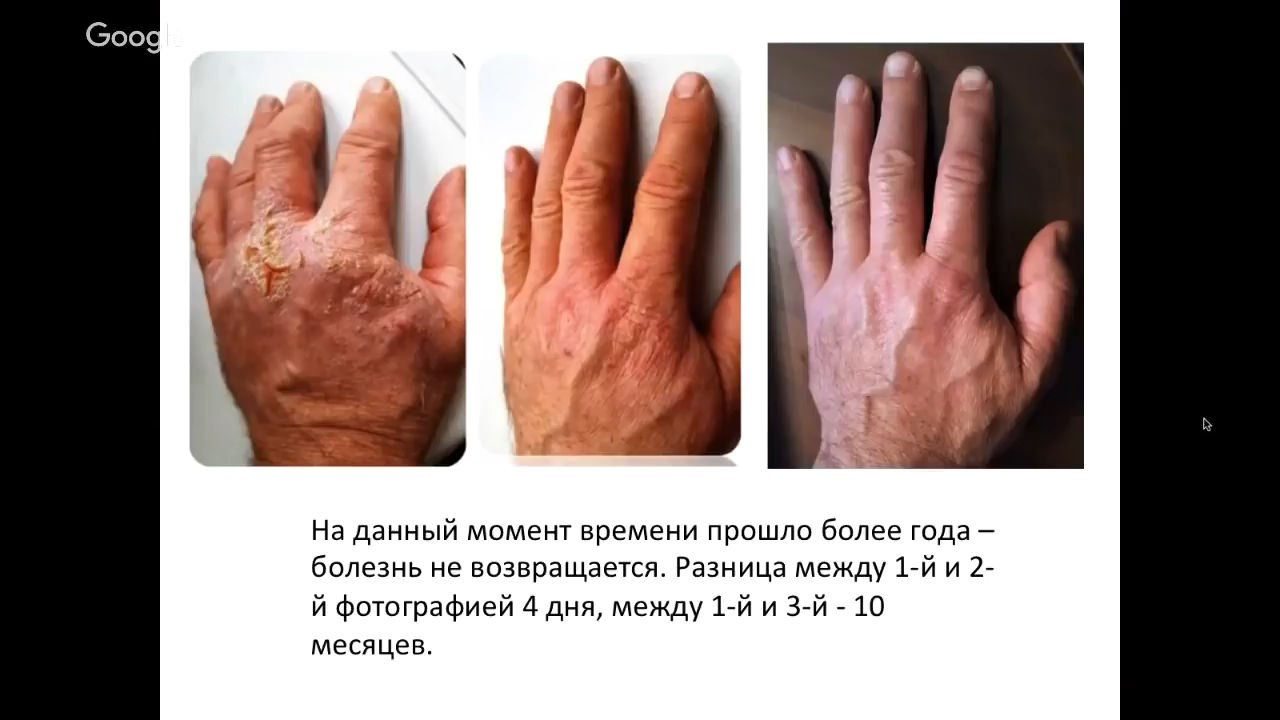 Google
На данный момент времени прошло более года –
болезнь не возвращается. Разница между 1-й и 2-
й фотографией 4 дня, между 1-й и 3-й - 10
месяцев.